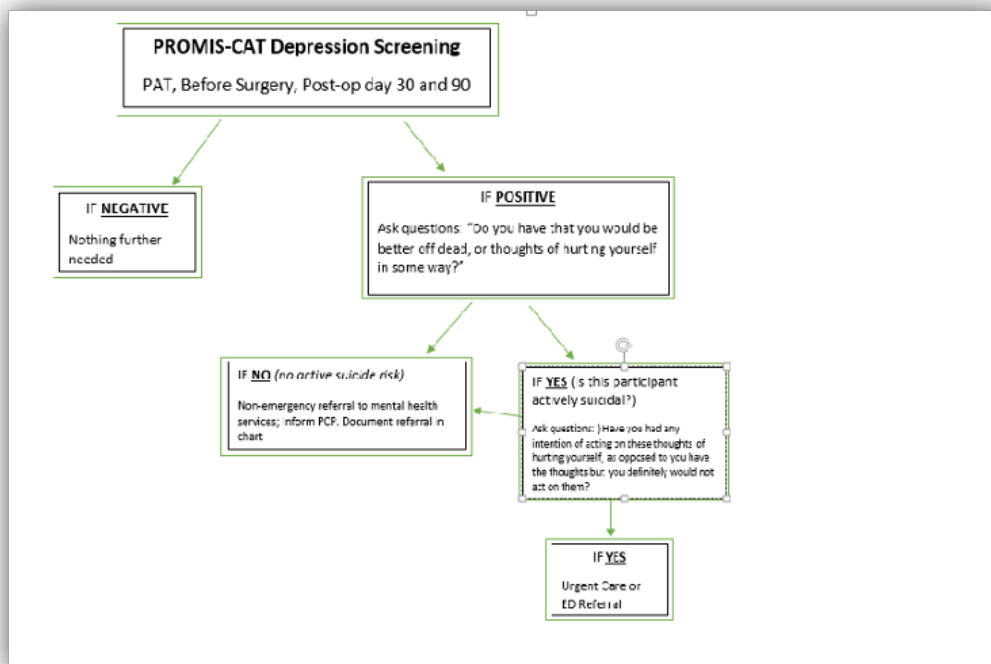 PROMIS-CAT Depression Screening
PAT, Before Surgery, Post-op day 30 and 90
IF NEGATIVE
Nothing further
needed
IF POSITIVE
Ask questions: "Do you have that you would be
better off dead, or thoughts of hurting yourself
in some way?"
IF NO (no active suicide risk)
Non-emergency referral to mental health
services; Inform PCP. Document referral in
chart
IF YES (is this participant
actively suicidal?)
Ask questions: ) Have you had any
intention of acting on these thoughts of
hurting yourself, as opposed to you have
the thoughts but you definitely would not
act on them?
IF YES
Urgent Care or
ED Referral